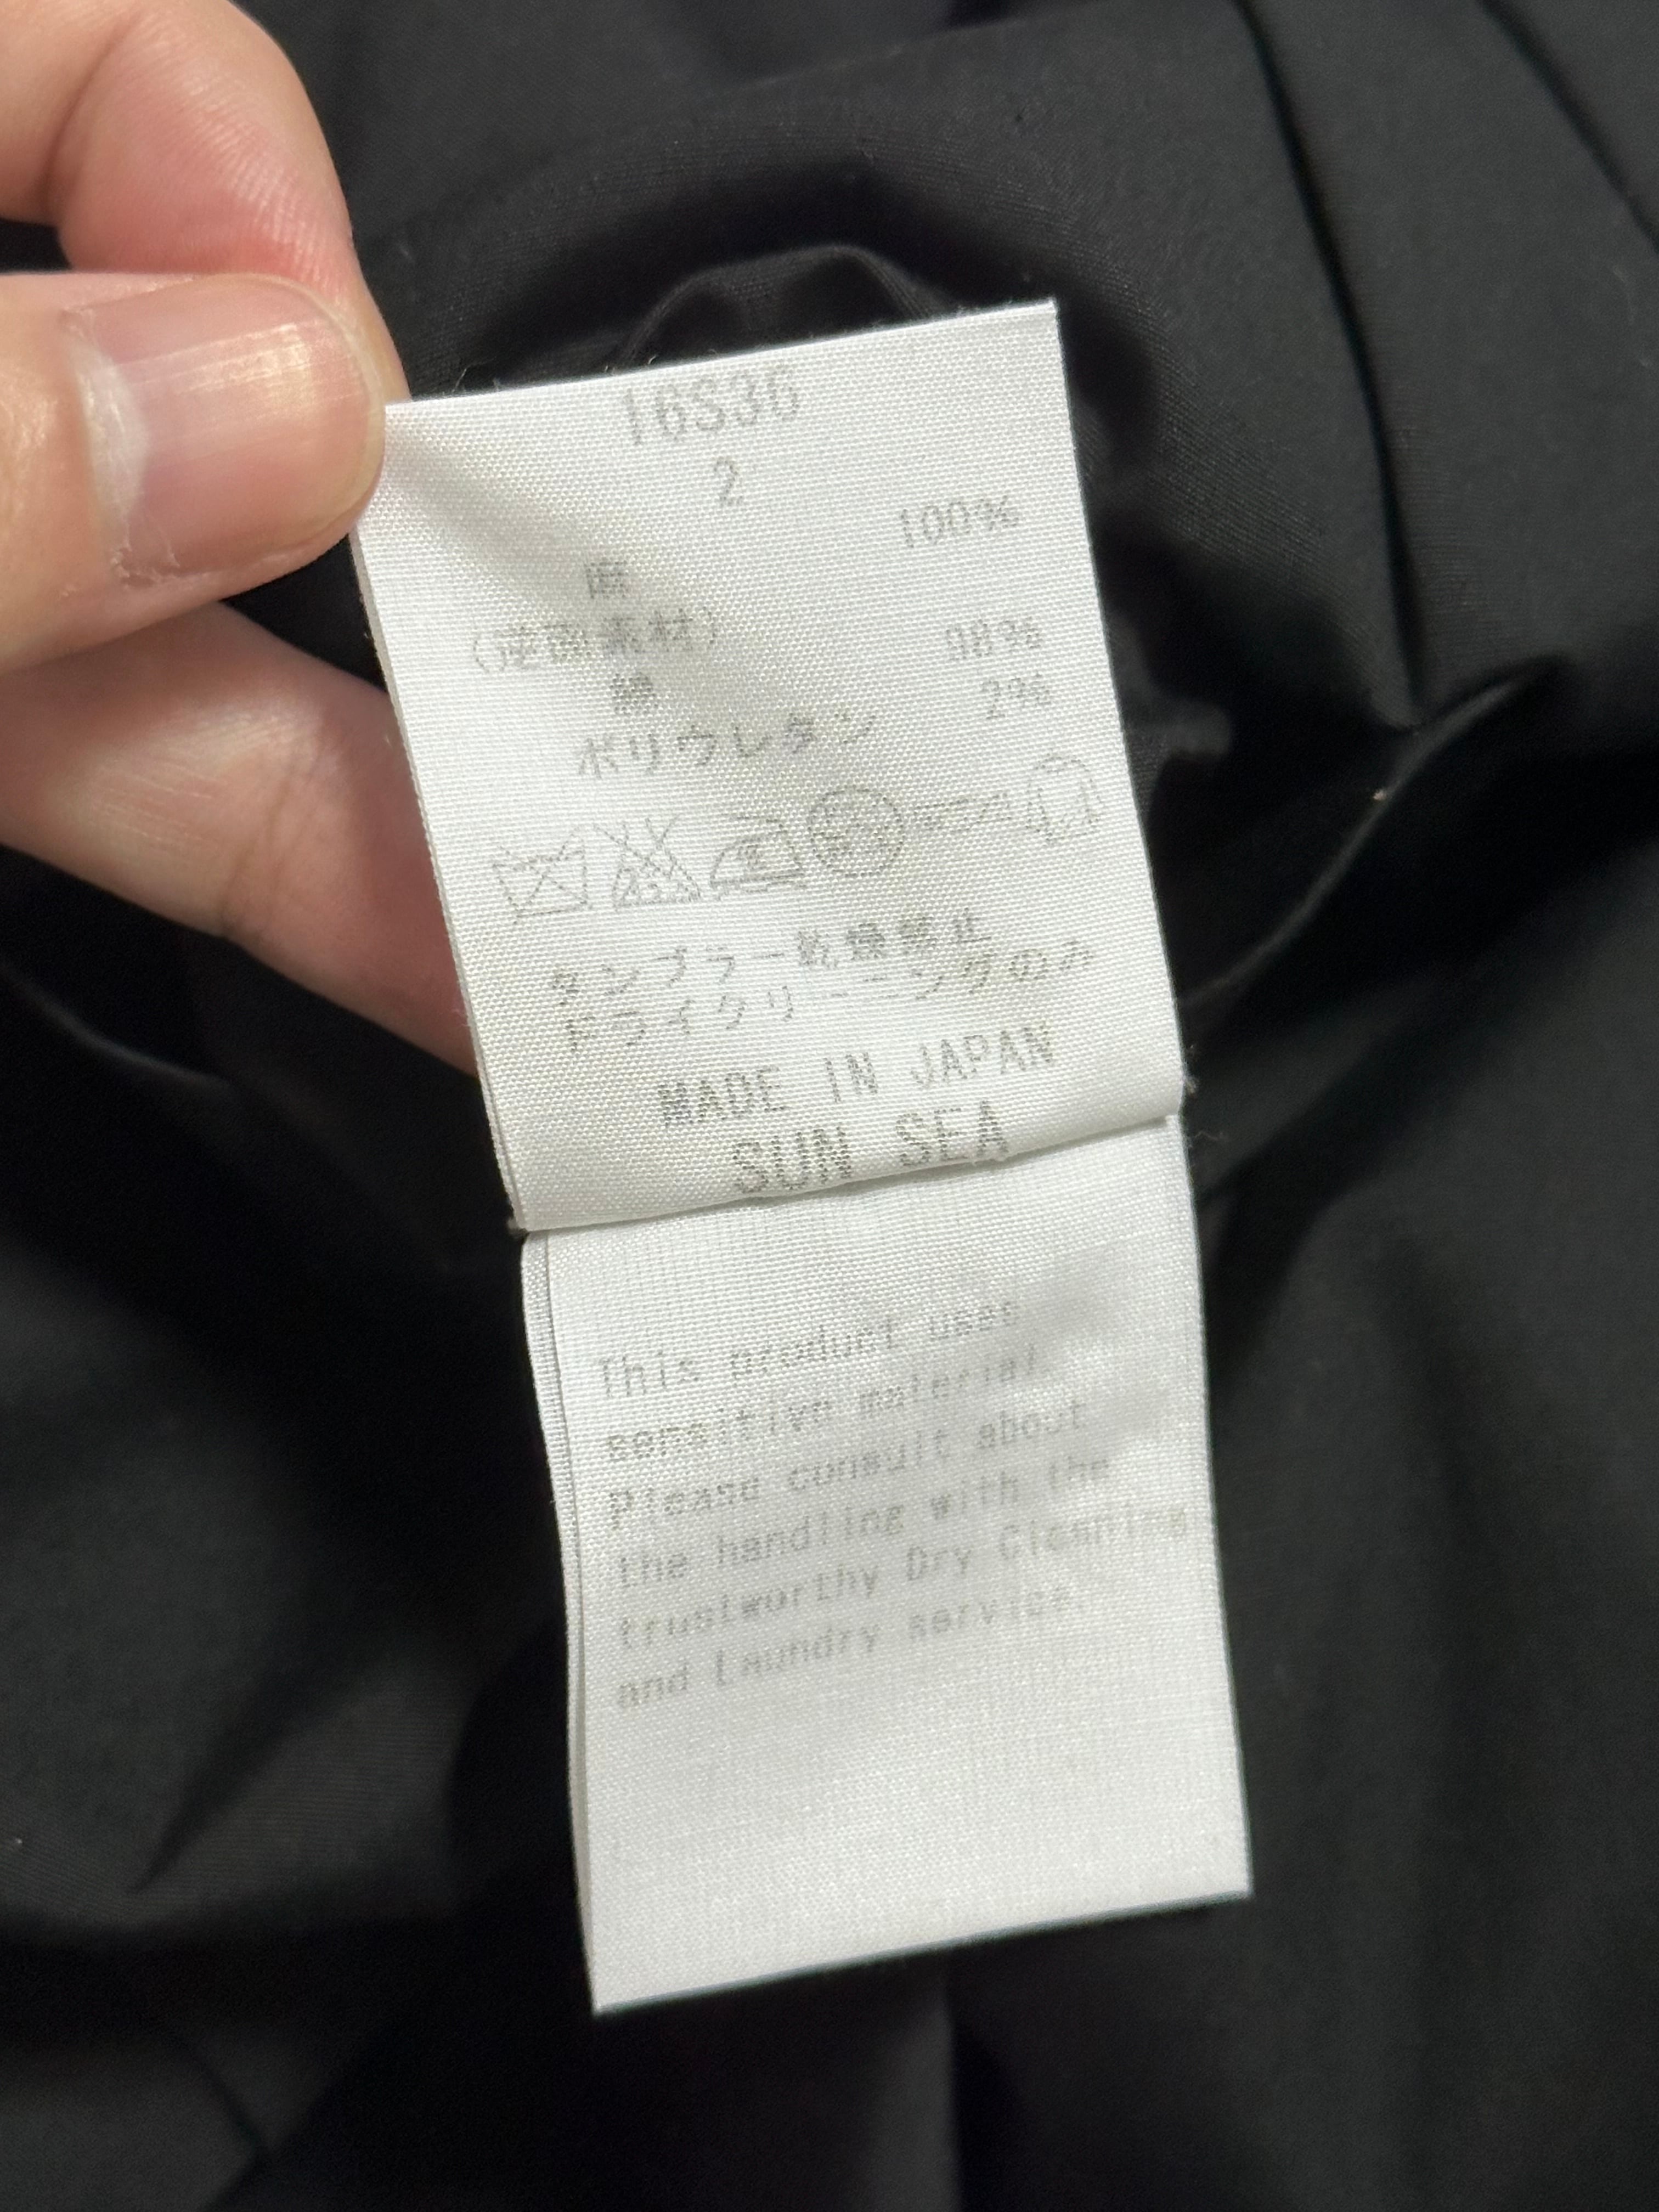 16S36
2
麻 100%
(逆面素材)
綿 98%
ポリウレタン 2%
タンブラー乾燥禁止
ドライクリーニングのみ
MADE IN JAPAN
SUN SEA
This product uses
sensitive material
Please consult about
the handling with the
trustworthy Dry Cleaning
and Laundry service.